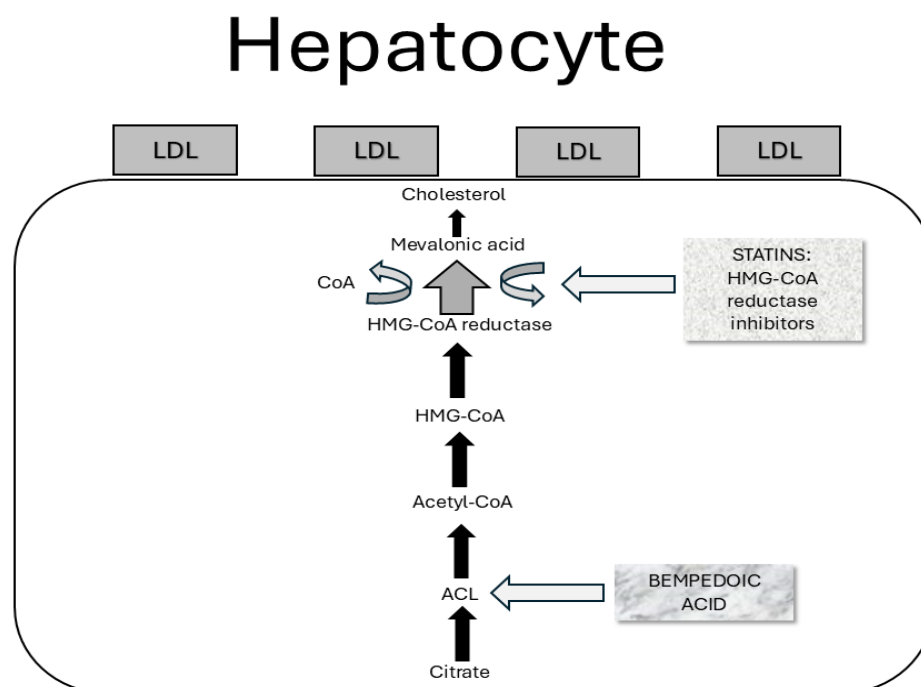 Hepatocyte
LDL
LDL
LDL
LDL
Cholesterol
Mevalonic acid
CoA
HMG-CoA reductase
STATINS:
HMG-CoA
reductase
inhibitors
HMG-CoA
Acetyl-CoA
ACL
BEMPEDOIC
ACID
Citrate